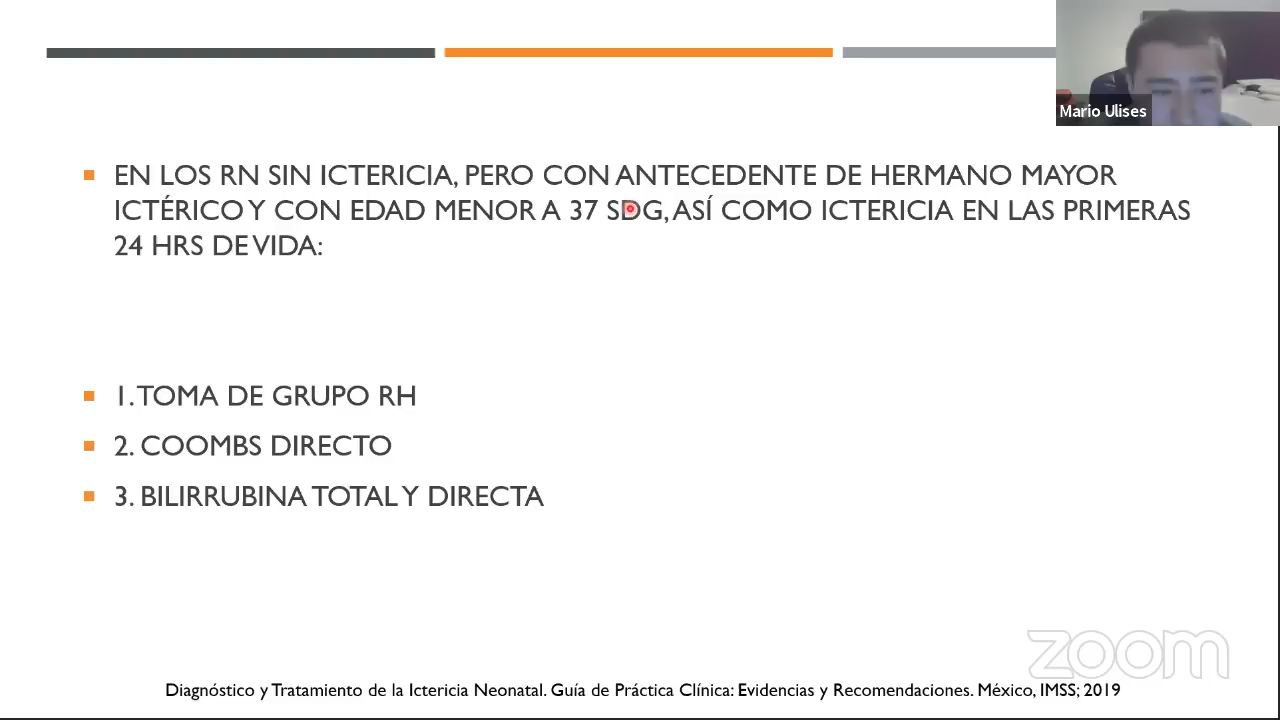 Mario Ulises
EN LOS RN SIN ICTERICIA, PERO CON ANTECEDENTE DE HERMANO MAYOR
ICTÉRICO Y CON EDAD MENOR A 37 SDG, ASÍ COMO ICTERICIA EN LAS PRIMERAS
24 HRS DE VIDA:
1. TOMA DE GRUPO RH
2. COOMBS DIRECTO
3. BILIRRUBINA TOTAL Y DIRECTA
zoom
Diagnóstico y Tratamiento de la Ictericia Neonatal. Guía de Práctica Clínica: Evidencias y Recomendaciones. México, IMSS; 2019